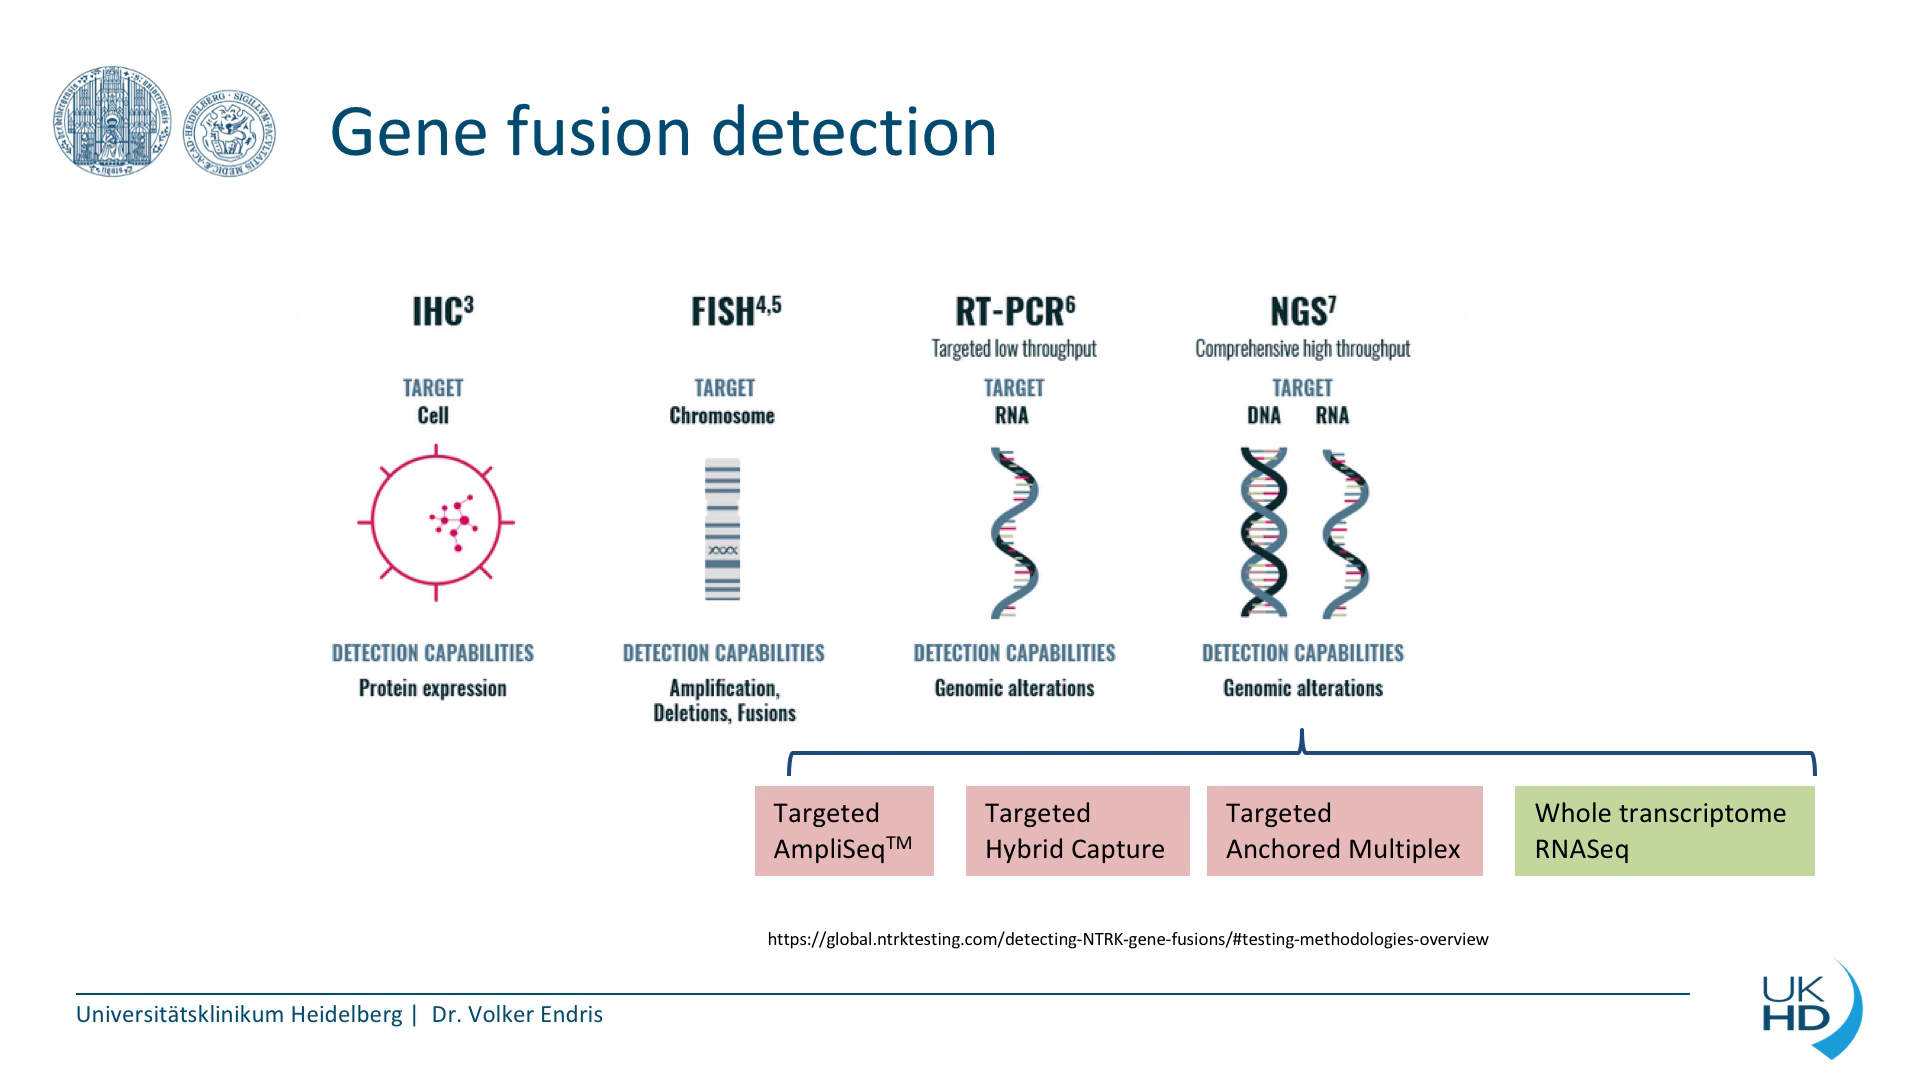 Gene fusion detection
IHC³
FISH⁴,⁵
RT-PCR⁶
Targeted low throughput
NGS⁷
Comprehensive high throughput
TARGET
Cell
TARGET
Chromosome
TARGET
RNA
TARGET
DNA RNA
DETECTION CAPABILITIES
Protein expression
DETECTION CAPABILITIES
Amplification,
Deletions, Fusions
DETECTION CAPABILITIES
Genomic alterations
DETECTION CAPABILITIES
Genomic alterations
Targeted
AmpliSeq™
Targeted
Hybrid Capture
Targeted
Anchored Multiplex
Whole transcriptome
RNASeq
https://global.ntrktesting.com/detecting-NTRK-gene-fusions/#testing-methodologies-overview
Universitätsklinikum Heidelberg | Dr. Volker Endris
UK
HD